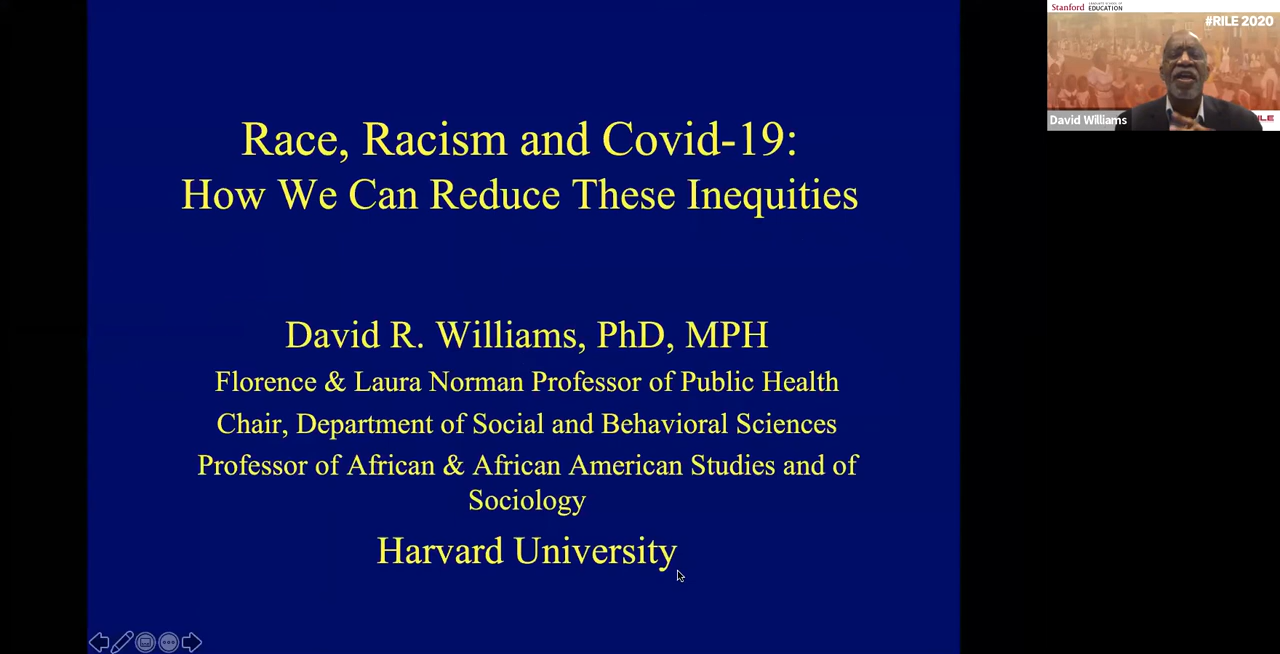 Race, Racism and Covid-19:
How We Can Reduce These Inequities
David R. Williams, PhD, MPH
Florence & Laura Norman Professor of Public Health
Chair, Department of Social and Behavioral Sciences
Professor of African & African American Studies and of
Sociology
Harvard University
Stanford
EDUCATION
#RILE 2020
David Williams